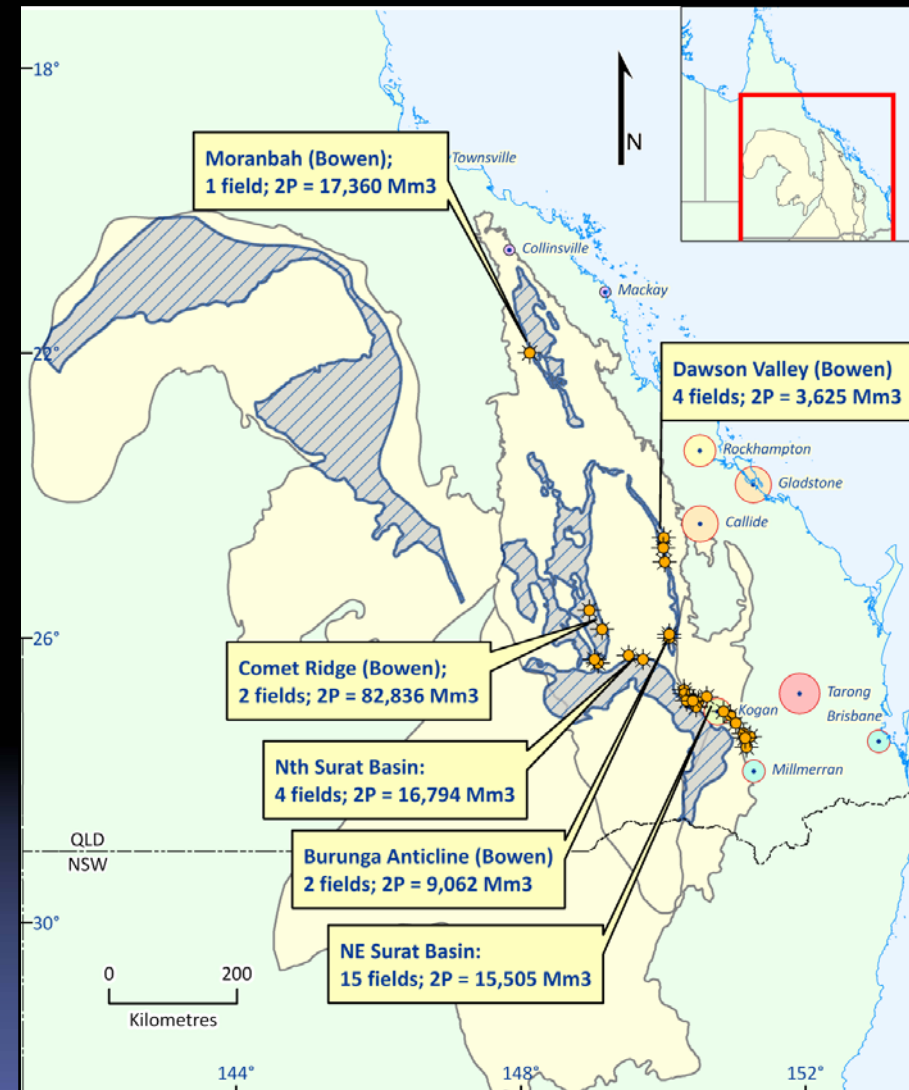 18°
N
Moranbah (Bowen);
1 field; 2P = 17,360 Mm3
Townsville
Collinsville
Mackay
22°
Dawson Valley (Bowen)
4 fields; 2P = 3,625 Mm3
Rockhampton
Gladstone
Callide
26°
Comet Ridge (Bowen);
2 fields; 2P = 82,836 Mm3
Tarong
Kogan
Brisbane
Nth Surat Basin:
4 fields; 2P = 16,794 Mm3
Millmerran
QLD
NSW
Burunga Anticline (Bowen)
2 fields; 2P = 9,062 Mm3
30°
NE Surat Basin:
15 fields; 2P = 15,505 Mm3
0 200
Kilometres
144° 148° 152°